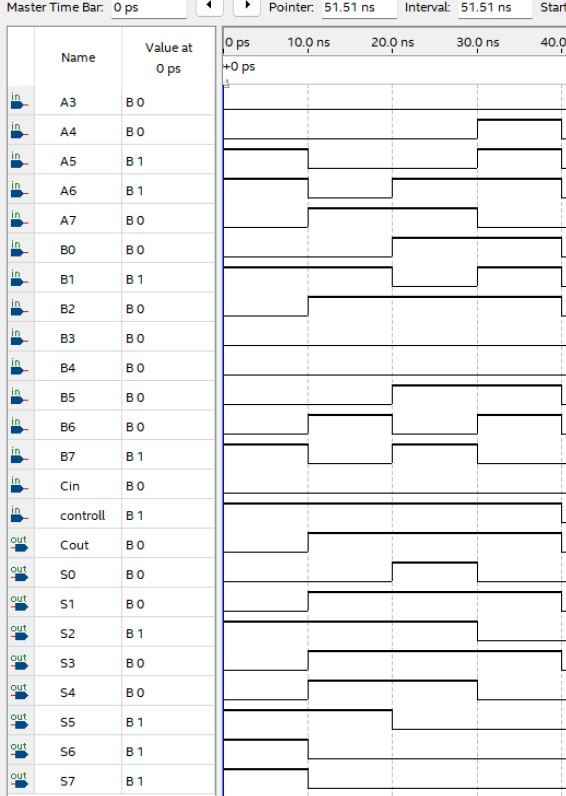 Master Time Bar: 0 ps Pointer: 51.51 ns Interval: 51.51 ns Start
Name Value at 0 ps 0 ps 10.0 ns 20.0 ns 30.0 ns 40.0
+0 ps
in A3 B 0
in A4 B 0
in A5 B 1
in A6 B 1
in A7 B 0
in B0 B 0
in B1 B 1
in B2 B 0
in B3 B 0
in B4 B 0
in B5 B 0
in B6 B 0
in B7 B 1
in Cin B 0
in controll B 1
out Cout B 0
out S0 B 0
out S1 B 0
out S2 B 1
out S3 B 0
out S4 B 0
out S5 B 1
out S6 B 1
out S7 B 1